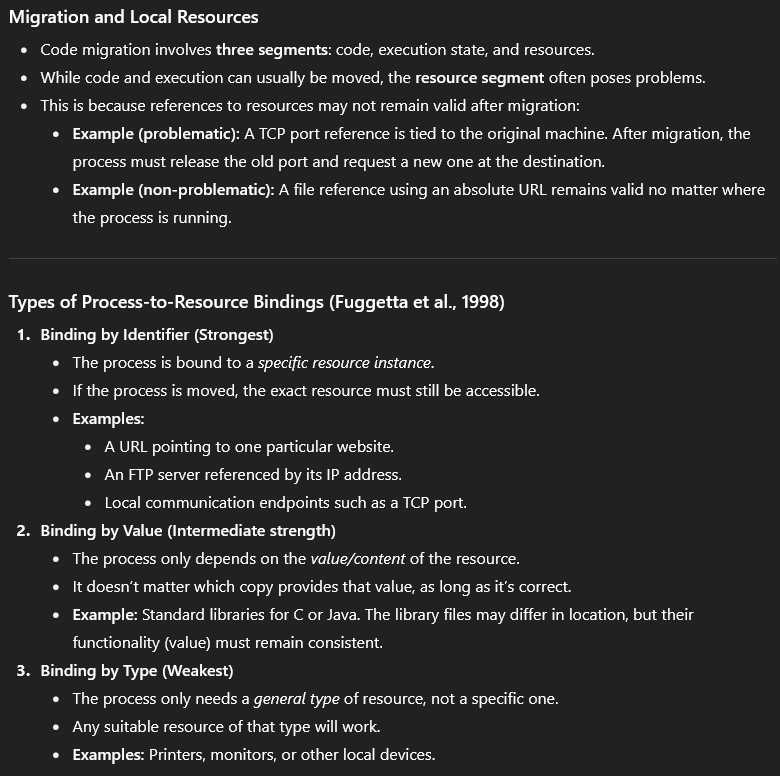 Migration and Local Resources
• Code migration involves three segments: code, execution state, and resources.
• While code and execution can usually be moved, the resource segment often poses problems.
• This is because references to resources may not remain valid after migration:
• Example (problematic): A TCP port reference is tied to the original machine. After migration, the
process must release the old port and request a new one at the destination.
• Example (non-problematic): A file reference using an absolute URL remains valid no matter where
the process is running.
Types of Process-to-Resource Bindings (Fuggetta et al., 1998)
1. Binding by Identifier (Strongest)
• The process is bound to a specific resource instance.
• If the process is moved, the exact resource must still be accessible.
• Examples:
• A URL pointing to one particular website.
• An FTP server referenced by its IP address.
• Local communication endpoints such as a TCP port.
2. Binding by Value (Intermediate strength)
• The process only depends on the value/content of the resource.
• It doesn't matter which copy provides that value, as long as it's correct.
• Example: Standard libraries for C or Java. The library files may differ in location, but their
functionality (value) must remain consistent.
3. Binding by Type (Weakest)
• The process only needs a general type of resource, not a specific one.
• Any suitable resource of that type will work.
• Examples: Printers, monitors, or other local devices.